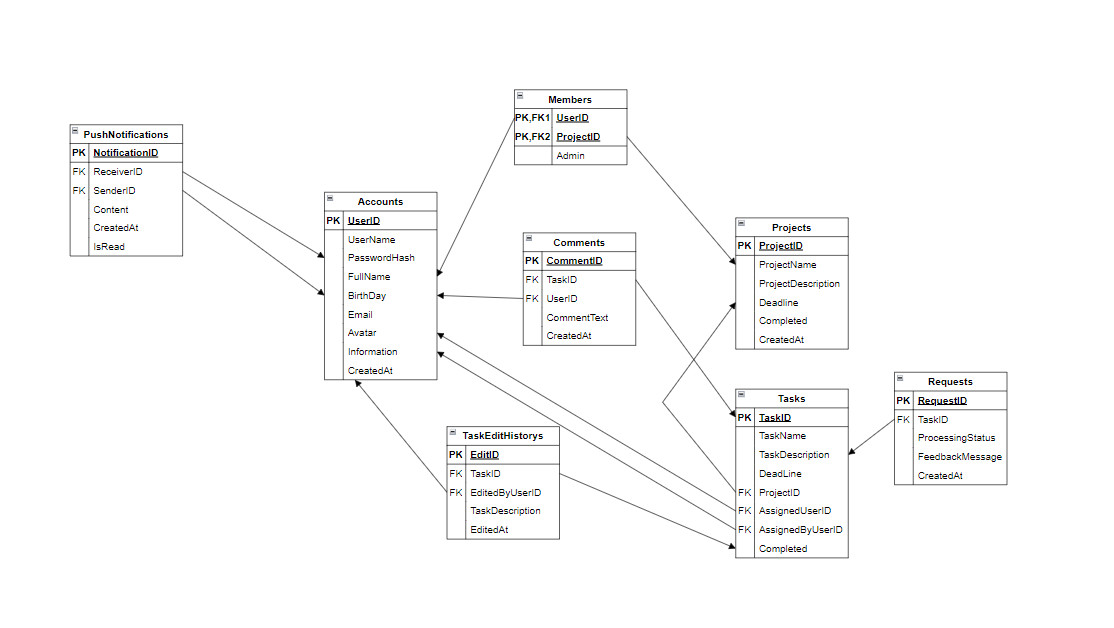 Members
PK,FK1 UserID
PK,FK2 ProjectID
Admin
PushNotifications
PK NotificationID
FK ReceiverID
FK SenderID
Content
CreatedAt
IsRead
Accounts
PK UserID
UserName
PasswordHash
FullName
BirthDay
Email
Avatar
Information
CreatedAt
Comments
PK CommentID
FK TaskID
FK UserID
CommentText
CreatedAt
Projects
PK ProjectID
ProjectName
ProjectDescription
Deadline
Completed
CreatedAt
Tasks
PK TaskID
TaskName
TaskDescription
DeadLine
FK ProjectID
FK AssignedUserID
FK AssignedByUserID
Completed
Requests
PK RequestID
FK TaskID
ProcessingStatus
FeedbackMessage
CreatedAt
TaskEditHistorys
PK EditID
FK TaskID
FK EditedByUserID
TaskDescription
EditedAt